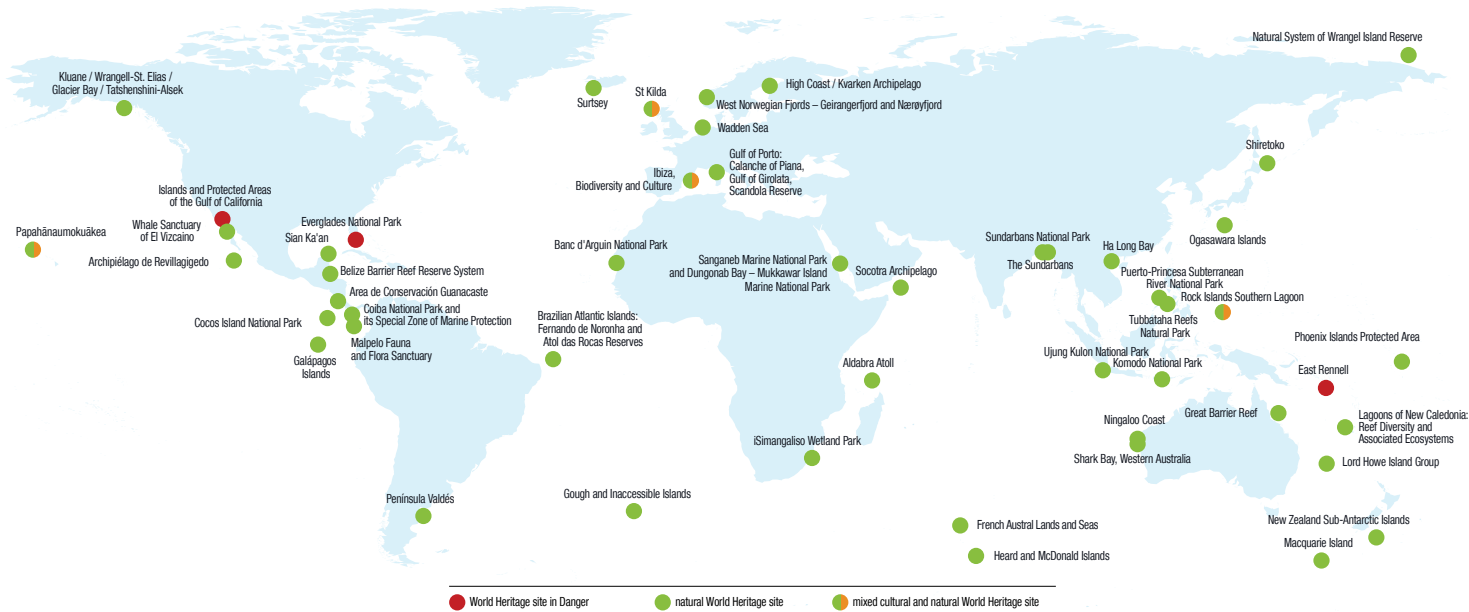 Natural System of Wrangel Island Reserve
Kluane / Wrangell-St. Elias /
Glacier Bay / Tatshenshini-Alsek
Surtsey
St Kilda
High Coast / Kvarken Archipelago
West Norwegian Fjords – Geirangerfjord and Nærøyfjord
Wadden Sea
Shiretoko
Gulf of Porto:
Calanche of Piana,
Gulf of Girolata,
Scandola Reserve
Ibiza,
Biodiversity and Culture
Islands and Protected Areas
of the Gulf of California
Whale Sanctuary
of El Vizcaino
Everglades National Park
Sian Ka'an
Papahānaumokuākea
Archipiélago de Revillagigedo
Belize Barrier Reef Reserve System
Banc d'Arguin National Park
Sanganeb Marine National Park
and Dungonab Bay – Mukkawar Island
Marine National Park
Socotra Archipelago
Sundarbans National Park
The Sundarbans
Ha Long Bay
Ogasawara Islands
Puerto-Princesa Subterranean
River National Park
Rock Islands Southern Lagoon
Tubbataha Reefs
Natural Park
Area de Conservación Guanacaste
Coiba National Park and
its Special Zone of Marine Protection
Cocos Island National Park
Malpelo Fauna
and Flora Sanctuary
Galápagos
Islands
Brazilian Atlantic Islands:
Fernando de Noronha and
Atol das Rocas Reserves
Aldabra Atoll
Ujung Kulon National Park
Komodo National Park
Phoenix Islands Protected Area
East Rennell
Great Barrier Reef
Lagoons of New Caledonia:
Reef Diversity and
Associated Ecosystems
Ningaloo Coast
Shark Bay, Western Australia
Lord Howe Island Group
iSimangaliso Wetland Park
Península Valdés
Gough and Inaccessible Islands
French Austral Lands and Seas
Heard and McDonald Islands
New Zealand Sub-Antarctic Islands
Macquarie Island
World Heritage site in Danger
natural World Heritage site
mixed cultural and natural World Heritage site